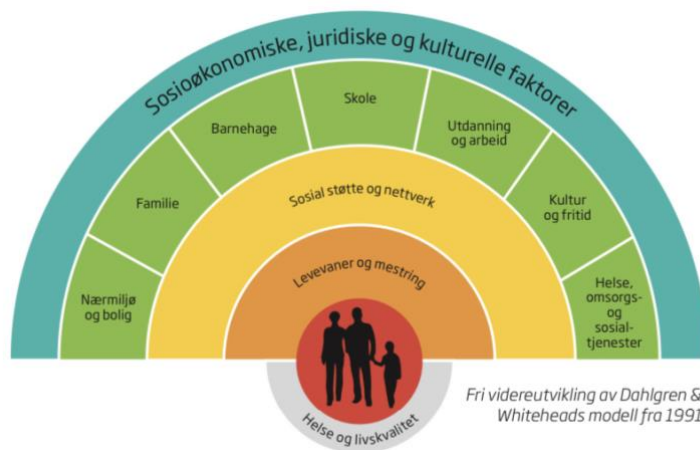 Sosioøkonomiske, juridiske og kulturelle faktorer
Nærmiljø
og bolig
Familie
Barnehage
Skole
Utdanning
og arbeid
Kultur
og fritid
Helse,
omsorgs-
og
sosial-
tjenester
Sosial støtte og nettverk
Levevaner og mestring
Helse og livskvalitet
Fri videreutvikling av Dahlgren &
Whiteheads modell fra 1991